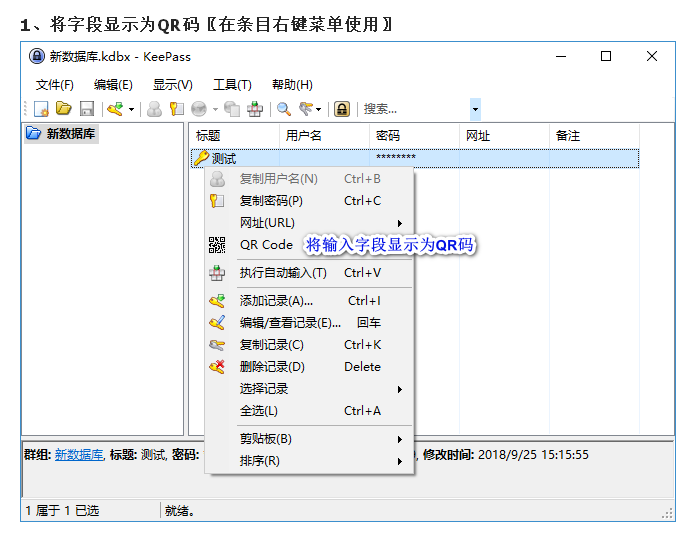 1、将字段显示为QR码〖在条目右键菜单使用〗
新数据库.kdbx - KeePass
文件(F) 编辑(E) 显示(V) 工具(T) 帮助(H)
搜索...
新数据库
标题 用户名 密码 网址 备注
测试 ********
复制用户名(N) Ctrl+B
复制密码(P) Ctrl+C
网址(URL)
QR Code 将输入字段显示为QR码
执行自动输入(T) Ctrl+V
添加记录(A)... Ctrl+I
编辑/查看记录(E)... 回车
复制记录(C) Ctrl+K
删除记录(D) Delete
选择记录
全选(L) Ctrl+A
剪贴板(B)
排序(R)
群组: 新数据库, 标题: 测试, 密码: , 修改时间: 2018/9/25 15:15:55
1 属于 1 已选 就绪。